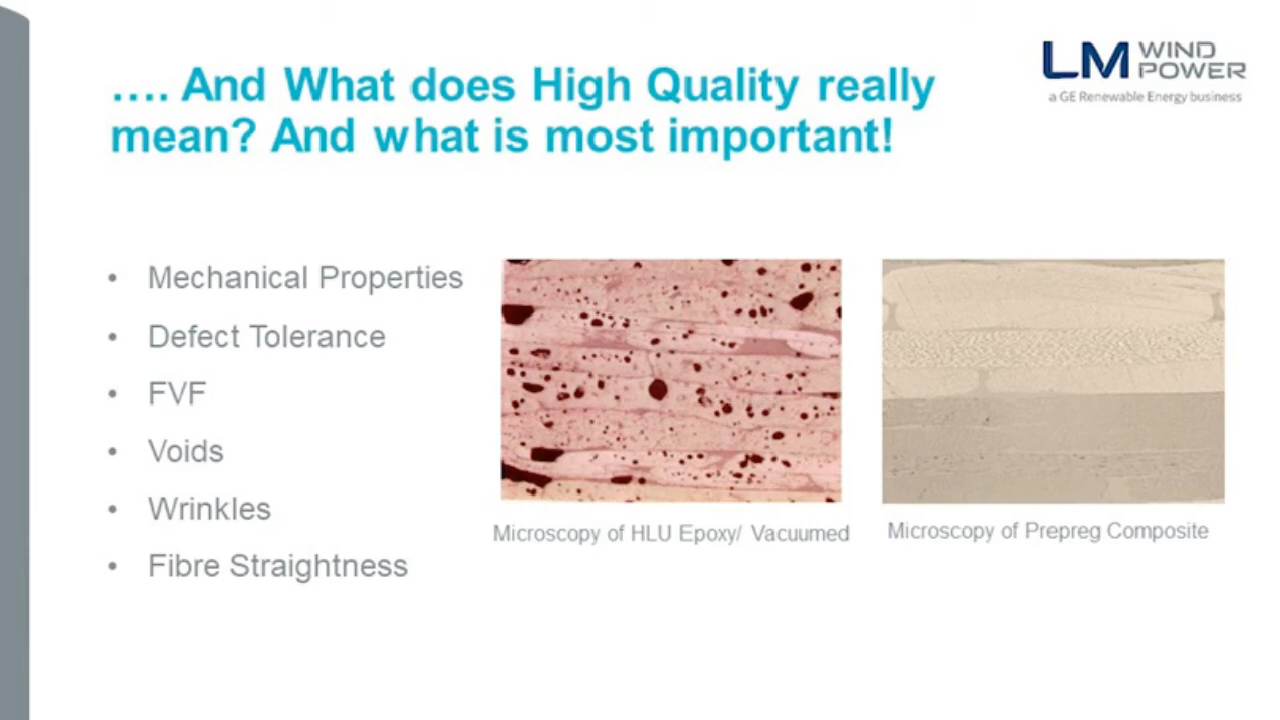 …. And What does High Quality really
mean? And what is most important!
LM WIND
POWER
a GE Renewable Energy business
• Mechanical Properties
• Defect Tolerance
• FVF
• Voids
• Wrinkles
• Fibre Straightness
Microscopy of HLU Epoxy/ Vacuumed
Microscopy of Prepreg Composite